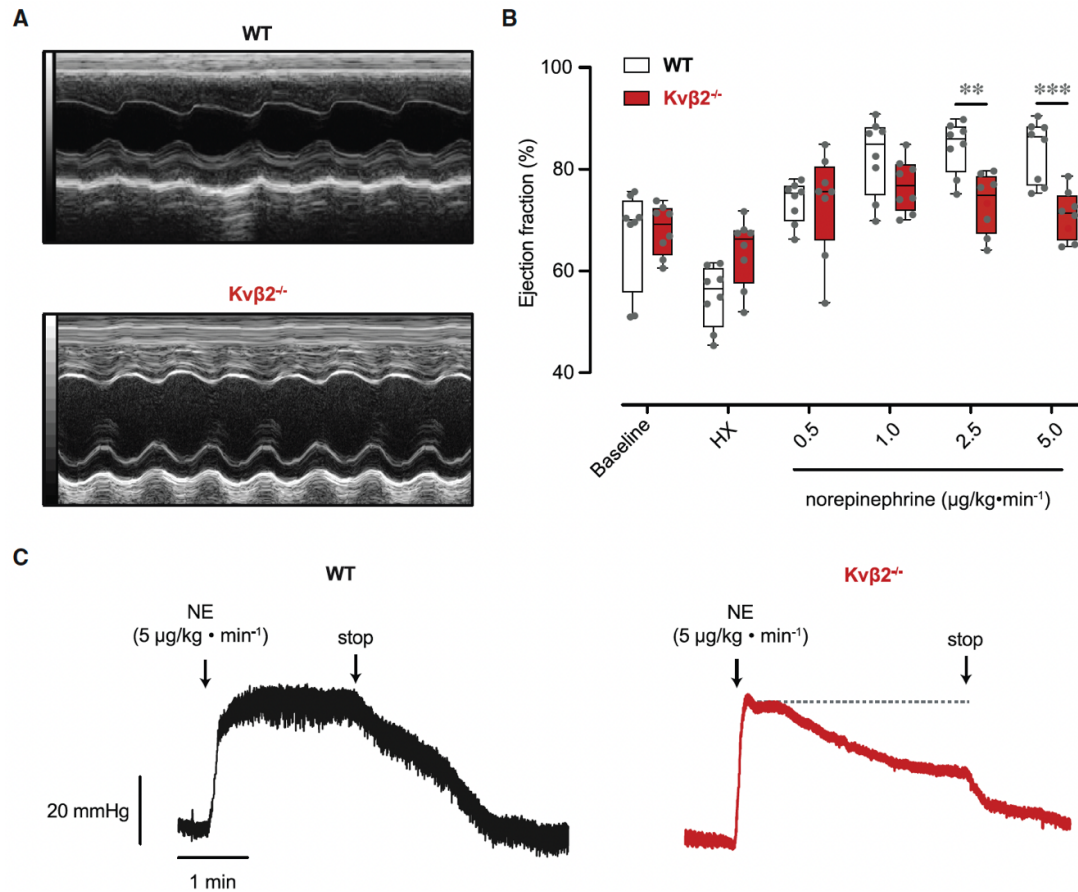 A
WT
Kvβ2-/-
B
WT
Kvβ2-/-
**
***
100
80
60
40
Ejection fraction (%)
Baseline
HX
0.5
1.0
2.5
5.0
norepinephrine (µg/kg•min-1)
C
WT
NE
(5 µg/kg • min-1)
stop
20 mmHg
1 min
Kvβ2-/-
NE
(5 µg/kg • min-1)
stop